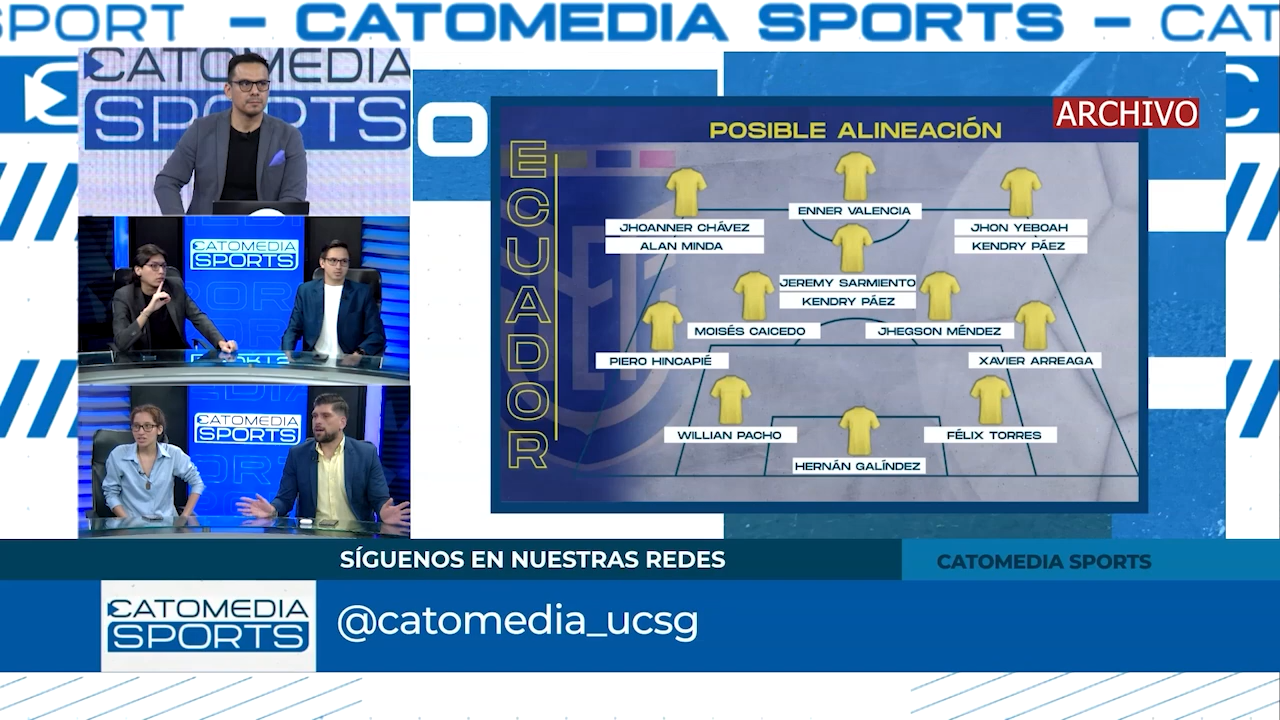 SPORT - CATOMEDIA SPORTS - CAT
CATOMEDIA
SPORTS
O
C
ARCHIVO
POSIBLE ALINEACIÓN
ECUADOR
ENNER VALENCIA
JHOANNER CHÁVEZ
ALAN MINDA
JHON YEBOAH
KENDRY PÁEZ
JEREMY SARMIENTO
KENDRY PÁEZ
MOISÉS CAICEDO
JHEGSON MÉNDEZ
PIERO HINCAPIÉ
XAVIER ARREAGA
WILLIAN PACHO
FÉLIX TORRES
HERNÁN GALÍNDEZ
CATOMEDIA
SPORTS
CATOMEDIA
SPORTS
SÍGUENOS EN NUESTRAS REDES
CATOMEDIA SPORTS
CATOMEDIA
SPORTS
@catomedia_ucsg